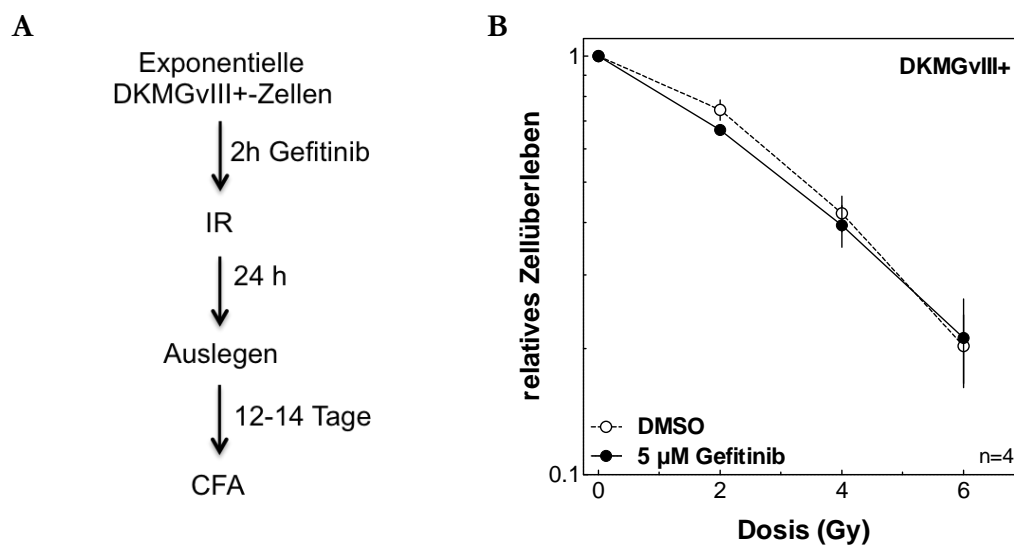 A
Exponentielle
DKMGvIII+-Zellen
2h Gefitinib
IR
24 h
Auslegen
12-14 Tage
CFA
B
DKMGvIII+
relatives Zellüberleben
1
0.1
DMSO
5 µM Gefitinib
n=4
0 2 4 6
Dosis (Gy)